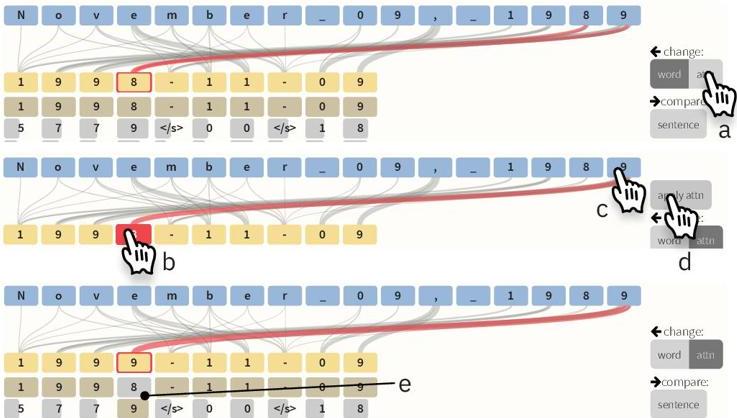 N o v e m b e r _ 0 9 , _ 1 9 8 9
change:
1 9 9 8 - 1 1 - 0 9
word
1 9 9 8 - 1 1 - 0 9
compare
5 7 7 9 </s> 0 0 </s> 1 8
sentence
a
N o v e m b e r _ 0 9 , _ 1 9 8 9
c
apply attn
1 9 9 - 1 1 - 0 9
word attn
b
d
N o v e m b e r _ 0 9 , _ 1 9 8 9
change:
1 9 9 9 - 1 1 - 0 9
word attn
1 9 9 8 - 1 1 - 0 9
e
compare:
5 7 7 9 </s> 0 0 </s> 1 8
sentence